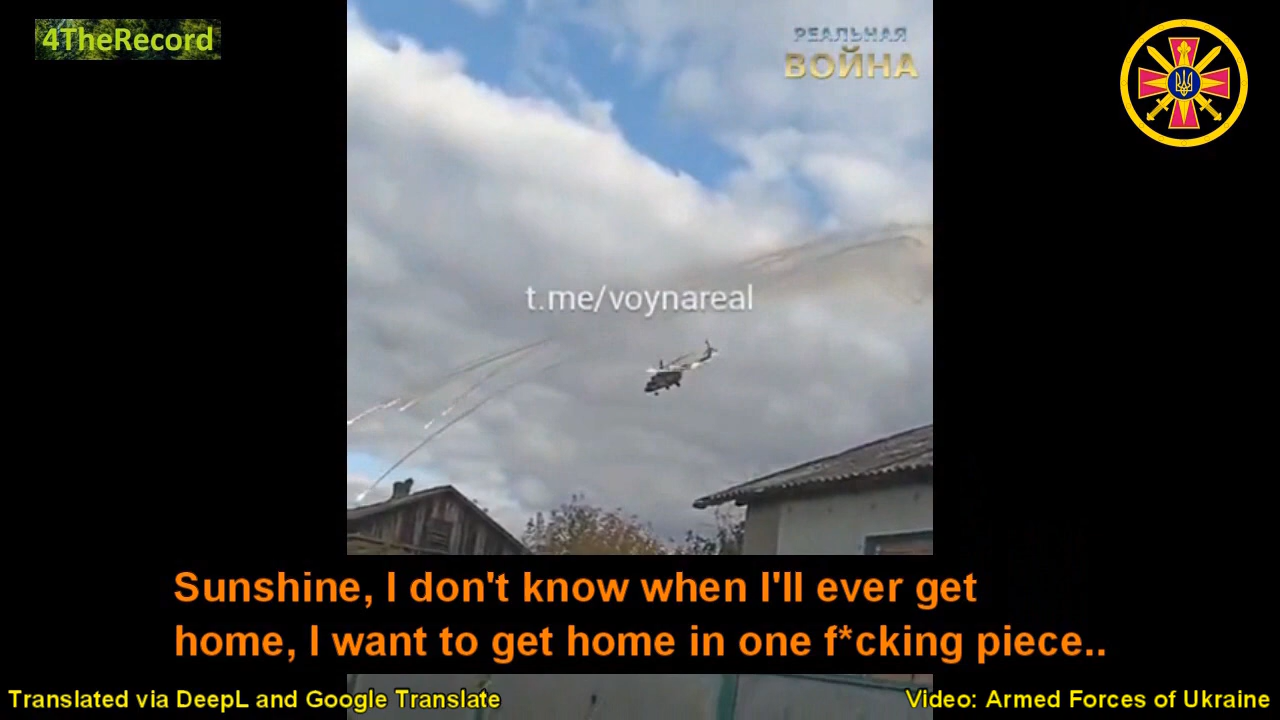 4TheRecord
РЕАЛЬНАЯ
ВОЙНА
t.me/voynareal
Sunshine, I don't know when I'll ever get
home, I want to get home in one f*cking piece..
Translated via DeepL and Google Translate
Video: Armed Forces of Ukraine